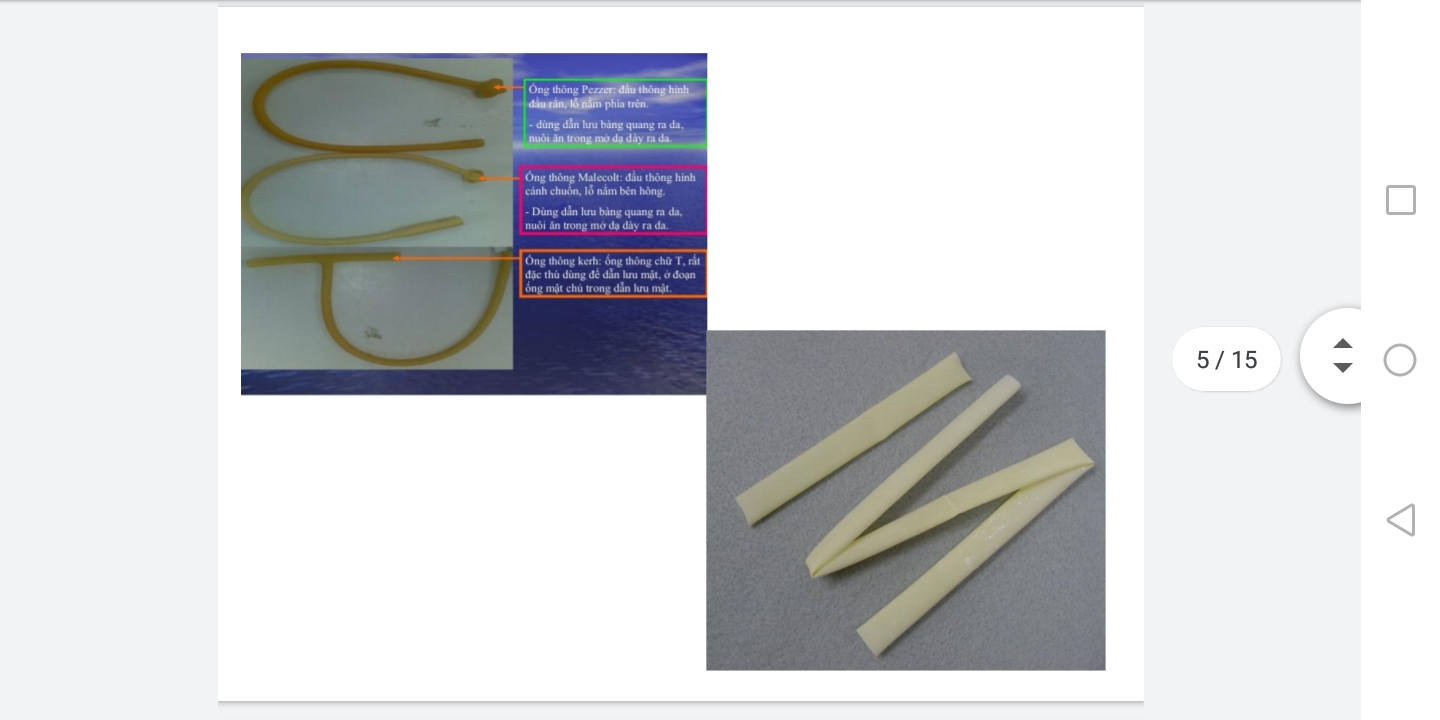 Ống thông Pezzer: đầu thông hình
đầu rắn, lỗ nằm phía trên.
- dùng dẫn lưu bàng quang ra da,
nuôi ăn trong mở dạ dày ra da.
Ống thông Malecolt: đầu thông hình
cánh chuồn, lỗ nằm bên hông.
- Dùng dẫn lưu bàng quang ra da,
nuôi ăn trong mở dạ dày ra da.
Ống thông kerh: ống thông chữ T, rất
đặc thù dùng để dẫn lưu mật, ở đoạn
ống mật chủ trong dẫn lưu mật.
5 / 15